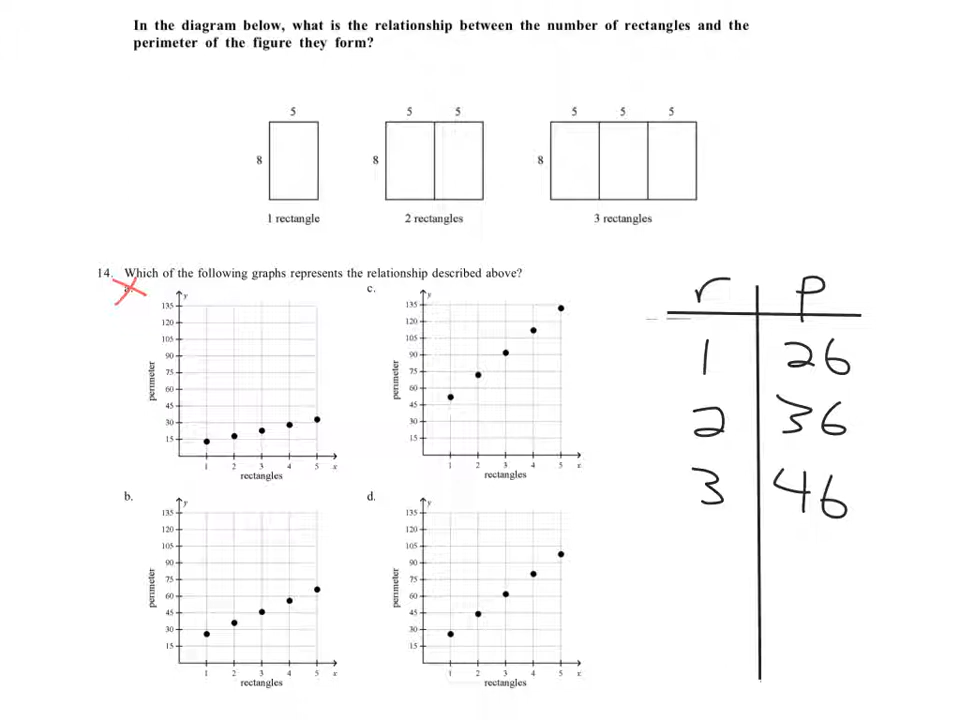 In the diagram below, what is the relationship between the number of rectangles and the
perimeter of the figure they form?
5
5 5
5 5 5
8
8
8
1 rectangle
2 rectangles
3 rectangles
14. Which of the following graphs represents the relationship described above?
y
135
120
105
90
75
60
45
30
15
perimeter
1 2 3 4 5 x
rectangles
c.
y
135
120
105
90
75
60
45
30
15
perimeter
1 2 3 4 5 x
rectangles
b.
y
135
120
105
90
75
60
45
30
15
perimeter
1 2 3 4 5 x
rectangles
d.
y
135
120
105
90
75
60
45
30
15
perimeter
1 2 3 4 5 x
rectangles
r P
1 26
2 36
3 46